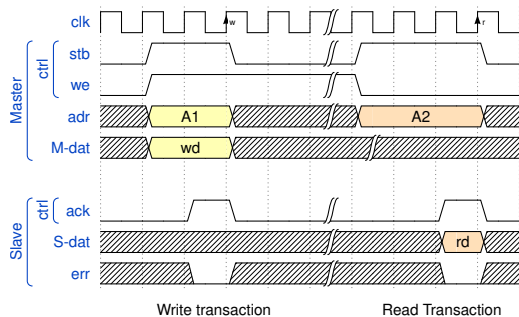 clk
w
r
Master
ctrl
stb
we
adr
A1
A2
M-dat
wd
Slave
ctrl
ack
S-dat
rd
err
Write transaction
Read Transaction